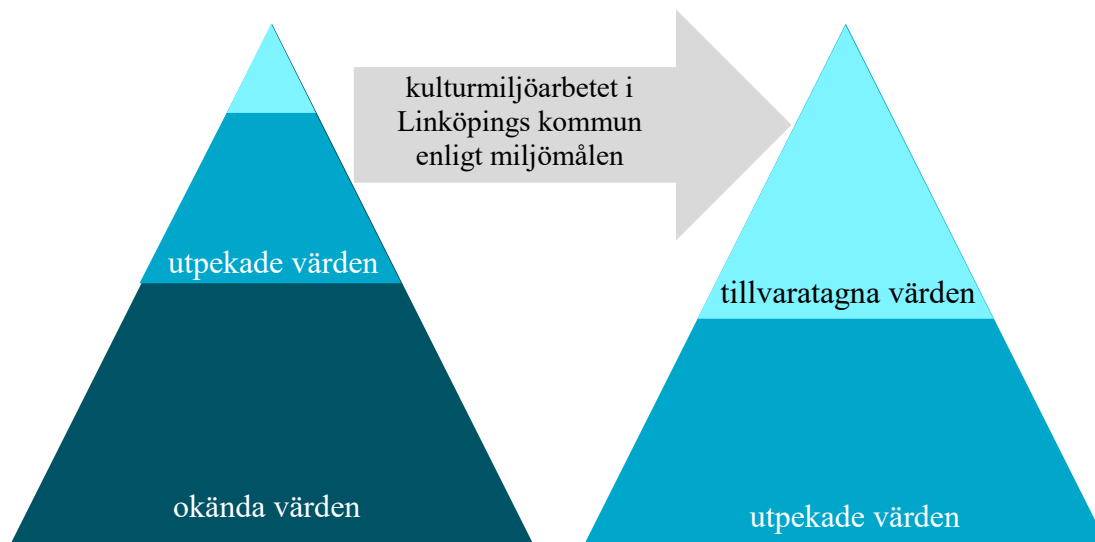 kulturmiljöarbetet i
Linköpings kommun
enligt miljömålen
utpekade värden
okända värden
tillvaratagna värden
utpekade värden